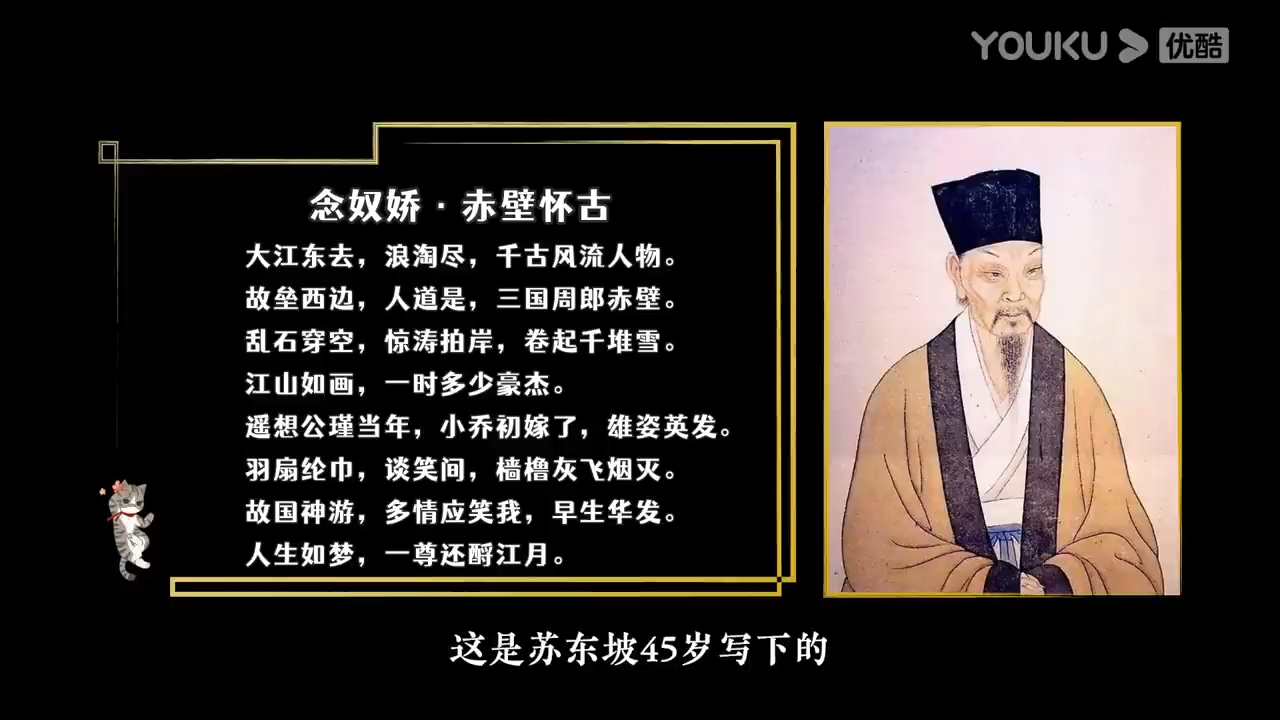 YOUKU 优酷
念奴娇·赤壁怀古
大江东去，浪淘尽，千古风流人物。
故垒西边，人道是，三国周郎赤壁。
乱石穿空，惊涛拍岸，卷起千堆雪。
江山如画，一时多少豪杰。
遥想公瑾当年，小乔初嫁了，雄姿英发。
羽扇纶巾，谈笑间，樯橹灰飞烟灭。
故国神游，多情应笑我，早生华发。
人生如梦，一尊还酹江月。
这是苏东坡45岁写下的